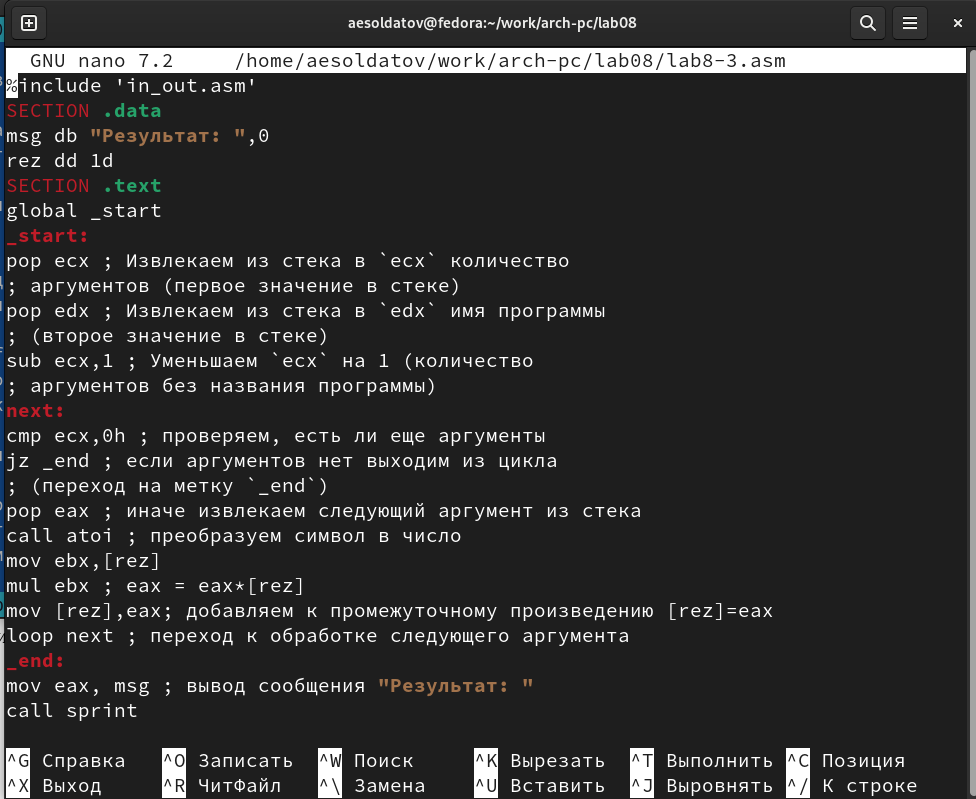 aesoldatov@fedora:~/work/arch-pc/lab08
GNU nano 7.2 /home/aesoldatov/work/arch-pc/lab08/lab8-3.asm
%include 'in_out.asm'
SECTION .data
msg db "Результат: ",0
rez dd 1d
SECTION .text
global _start
_start:
pop ecx ; Извлекаем из стека в `ecx` количество
; аргументов (первое значение в стеке)
pop edx ; Извлекаем из стека в `edx` имя программы
; (второе значение в стеке)
sub ecx,1 ; Уменьшаем `ecx` на 1 (количество
; аргументов без названия программы)
next:
cmp ecx,0h ; проверяем, есть ли еще аргументы
jz _end ; если аргументов нет выходим из цикла
; (переход на метку `_end`)
pop eax ; иначе извлекаем следующий аргумент из стека
call atoi ; преобразуем символ в число
mov ebx,[rez]
mul ebx ; eax = eax*[rez]
mov [rez],eax; добавляем к промежуточному произведению [rez]=eax
loop next ; переход к обработке следующего аргумента
_end:
mov eax, msg ; вывод сообщения "Результат: "
call sprint
^G Справка ^O Записать ^W Поиск ^K Вырезать ^T Выполнить ^C Позиция
^X Выход ^R ЧитФайл ^\ Замена ^U Вставить ^J Выровнять ^/ К строке